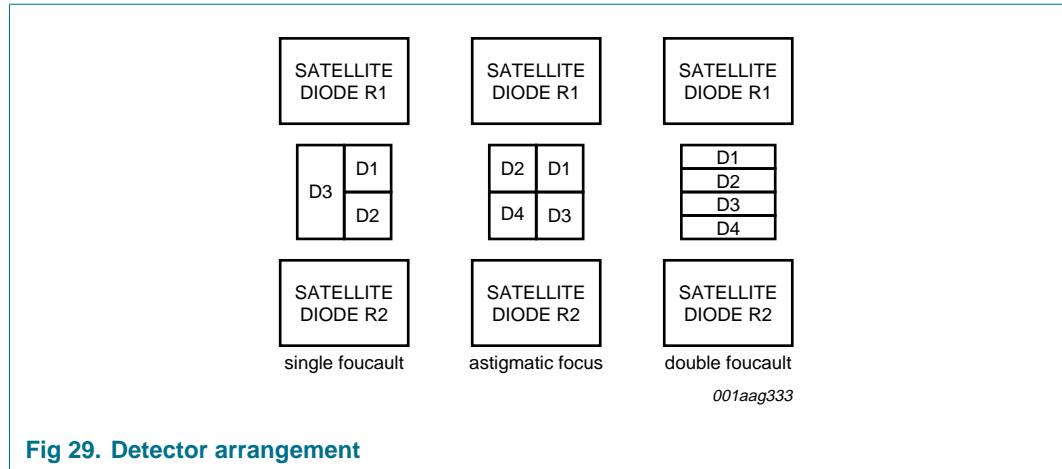 SATELLITE
DIODE R1
SATELLITE
DIODE R1
SATELLITE
DIODE R1
D3
D1
D2
D2
D1
D4
D3
D1
D2
D3
D4
SATELLITE
DIODE R2
SATELLITE
DIODE R2
SATELLITE
DIODE R2
single foucault
astigmatic focus
double foucault
001aag333
Fig 29. Detector arrangement